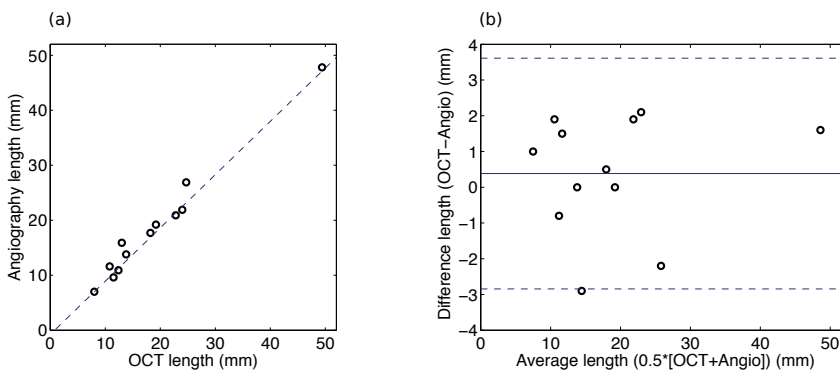 (a)
50
40
30
20
10
0
0 10 20 30 40 50
Angiography length (mm)
OCT length (mm)
(b)
4
3
2
1
0
−1
−2
−3
−4
0 10 20 30 40 50
Difference length (OCT−Angio) (mm)
Average length (0.5*[OCT+Angio]) (mm)